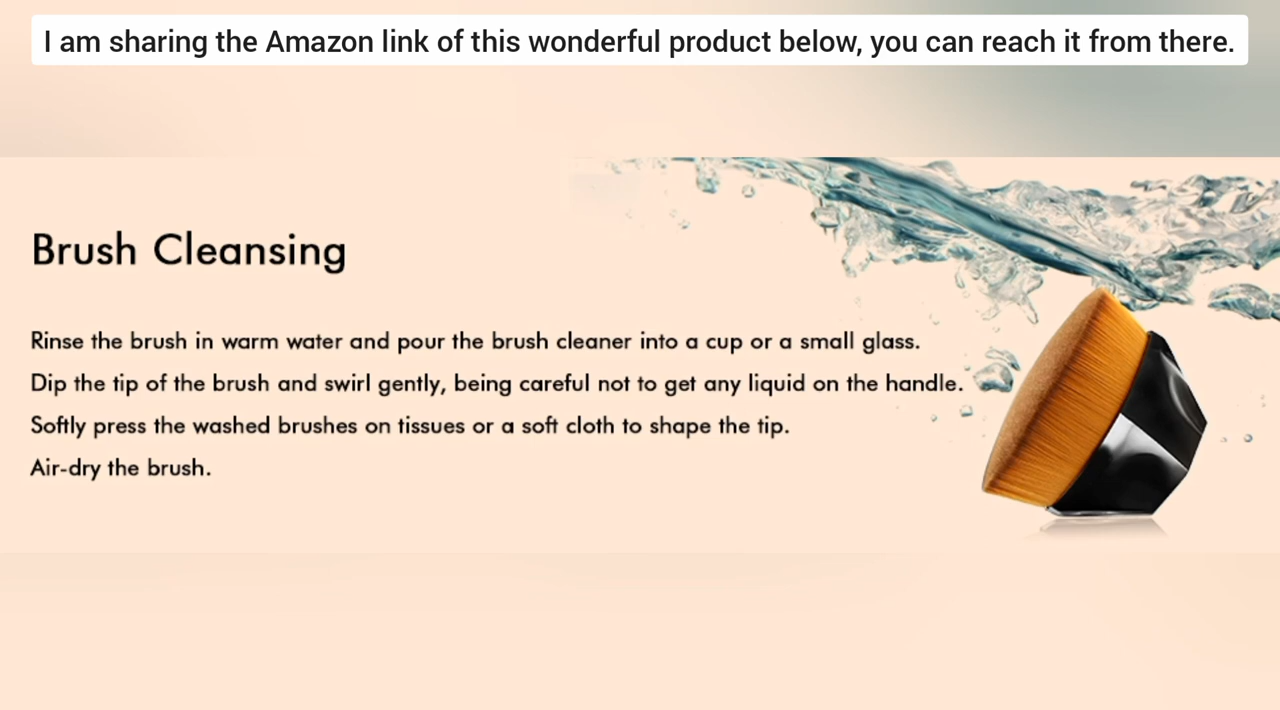 I am sharing the Amazon link of this wonderful product below, you can reach it from there.
Brush Cleansing
Rinse the brush in warm water and pour the brush cleaner into a cup or a small glass.
Dip the tip of the brush and swirl gently, being careful not to get any liquid on the handle.
Softly press the washed brushes on tissues or a soft cloth to shape the tip.
Air-dry the brush.